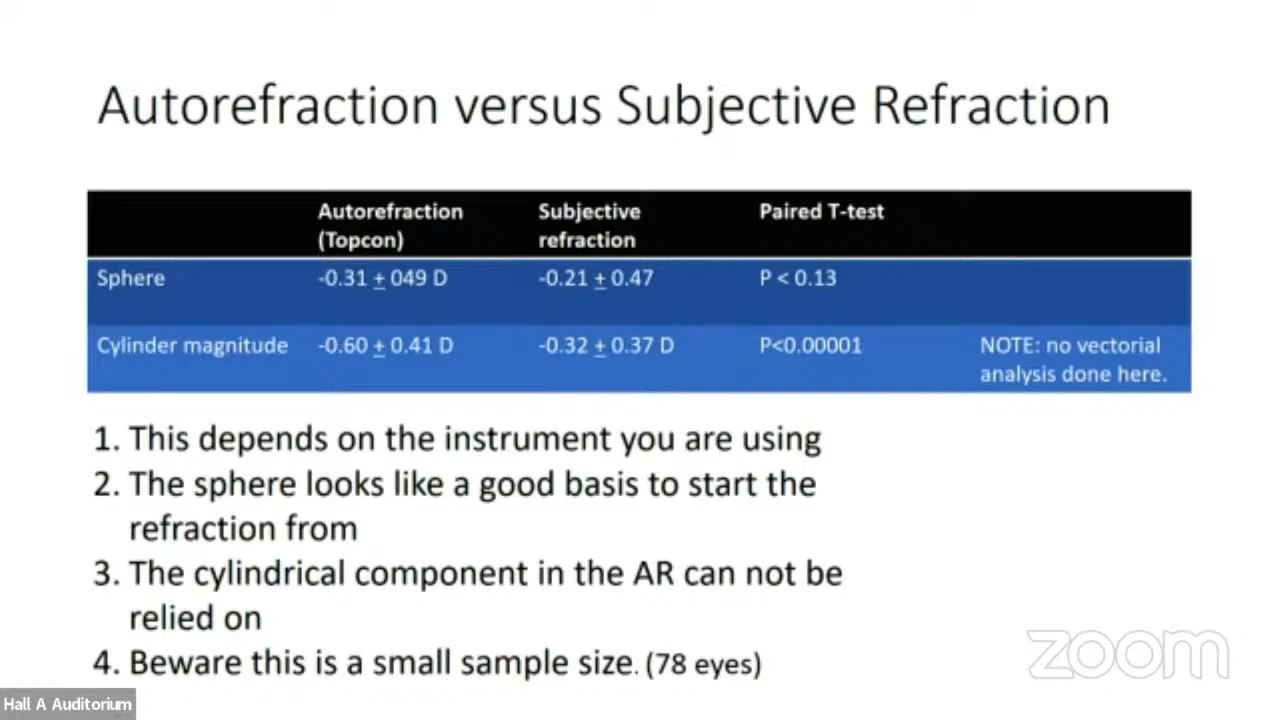 Autorefraction versus Subjective Refraction
Autorefraction (Topcon)
Subjective refraction
Paired T-test
Sphere
-0.31 ± 049 D
-0.21 ± 0.47
P < 0.13
Cylinder magnitude
-0.60 ± 0.41 D
-0.32 ± 0.37 D
P<0.00001
NOTE: no vectorial
analysis done here.
1. This depends on the instrument you are using
2. The sphere looks like a good basis to start the
refraction from
3. The cylindrical component in the AR can not be
relied on
4. Beware this is a small sample size. (78 eyes)
zoom
Hall A Auditorium